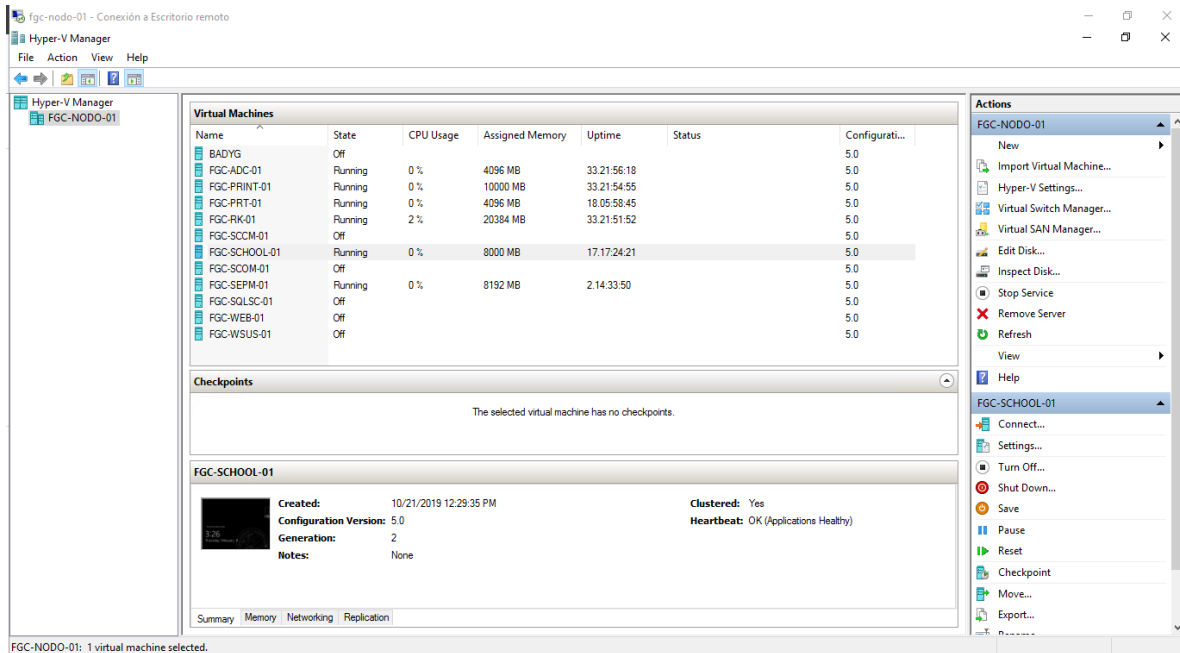 fgc-nodo-01 - Conexión a Escritorio remoto
Hyper-V Manager
File Action View Help
Hyper-V Manager
FGC-NODO-01
Virtual Machines
Name State CPU Usage Assigned Memory Uptime Status Configurati...
BADYG Off 5.0
FGC-ADC-01 Running 0 % 4096 MB 33.21:56:18 5.0
FGC-PRINT-01 Running 0 % 10000 MB 33.21:54:55 5.0
FGC-PRT-01 Running 0 % 4096 MB 18.05:58:45 5.0
FGC-RK-01 Running 2 % 20384 MB 33.21:51:52 5.0
FGC-SCCM-01 Off 5.0
FGC-SCHOOL-01 Running 0 % 8000 MB 17.17:24:21 5.0
FGC-SCOM-01 Off 5.0
FGC-SEPM-01 Running 0 % 8192 MB 2.14:33:50 5.0
FGC-SQLSC-01 Off 5.0
FGC-WEB-01 Off 5.0
FGC-WSUS-01 Off 5.0
Checkpoints
The selected virtual machine has no checkpoints.
FGC-SCHOOL-01
3:26
Created: 10/21/2019 12:29:35 PM Clustered: Yes
Configuration Version: 5.0 Heartbeat: OK (Applications Healthy)
Generation: 2
Notes: None
Summary Memory Networking Replication
Actions
FGC-NODO-01
New
Import Virtual Machine...
Hyper-V Settings...
Virtual Switch Manager...
Virtual SAN Manager...
Edit Disk...
Inspect Disk...
Stop Service
Remove Server
Refresh
View
Help
FGC-SCHOOL-01
Connect...
Settings...
Turn Off...
Shut Down...
Save
Pause
Reset
Checkpoint
Move...
Export...
FGC-NODO-01: 1 virtual machine selected.